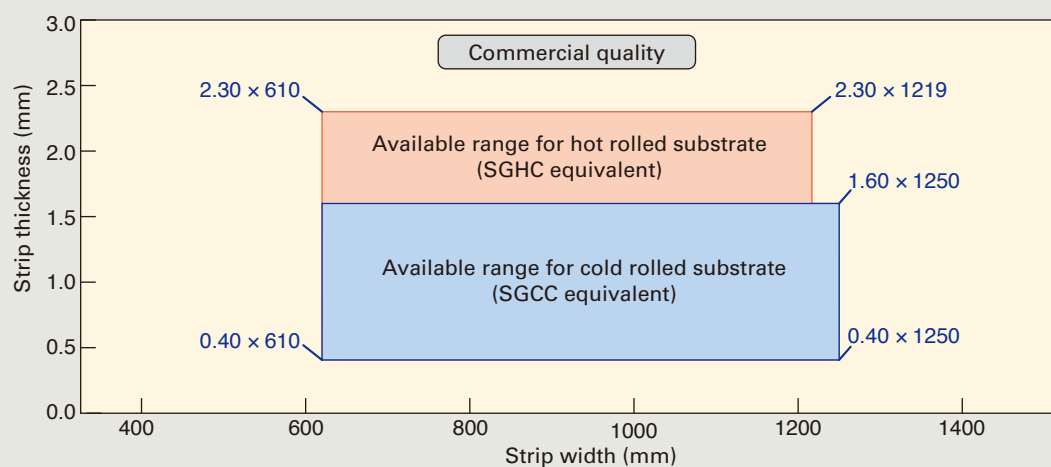 3.0
Commercial quality
2.5
2.30 × 610
2.30 × 1219
Available range for hot rolled substrate
(SGHC equivalent)
2.0
1.60 × 1250
1.5
Available range for cold rolled substrate
(SGCC equivalent)
1.0
0.40 × 610
0.40 × 1250
0.5
0.0
Strip thickness (mm)
400
600
800
1000
1200
1400
Strip width (mm)